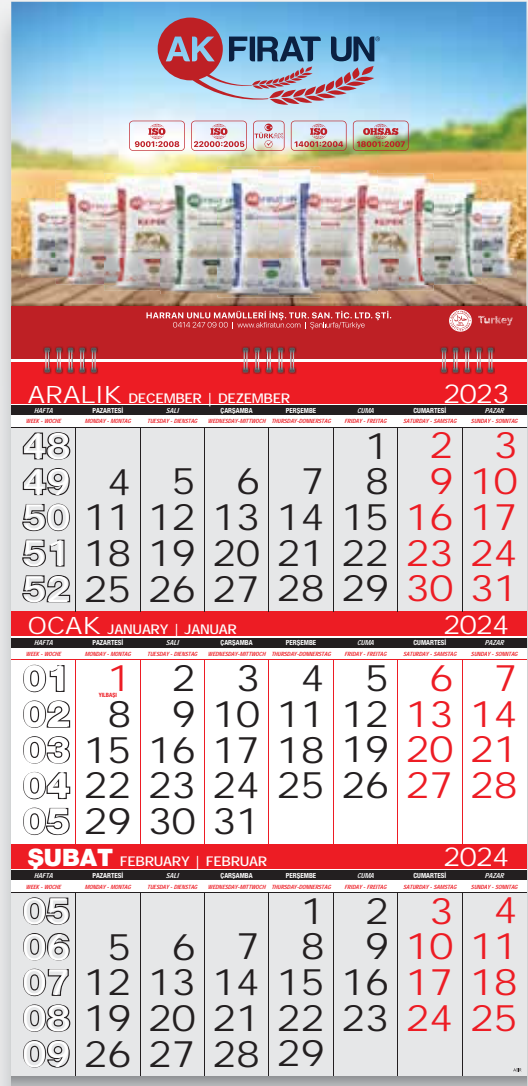 AK FIRAT UN
ISO 9001:2008 ISO 22000:2005 TÜRK ISO 14001:2004 OHSAS 18001:2007
AK FIRAT UN AK FIRAT UN AK FIRAT UN
KEPEK KEPEK
HARRAN UNLU MAMÜLLERİ İNŞ. TUR. SAN. TİC. LTD. ŞTİ.
0414 247 09 00 | www.akfiratun.com | Şanlıurfa/Türkiye
Turkey
ARALIK DECEMBER | DEZEMBER 2023
HAFTA PAZARTESİ SALI ÇARŞAMBA PERŞEMBE CUMA CUMARTESİ PAZAR
WEEK - WOCHE MONDAY - MONTAG TUESDAY - DIENSTAG WEDNESDAY-MITTWOCH THURSDAY-DONNERSTAG FRIDAY - FREITAG SATURDAY - SAMSTAG SUNDAY - SONNTAG
48 1 2 3
49 4 5 6 7 8 9 10
50 11 12 13 14 15 16 17
51 18 19 20 21 22 23 24
52 25 26 27 28 29 30 31
OCAK JANUARY | JANUAR 2024
HAFTA PAZARTESİ SALI ÇARŞAMBA PERŞEMBE CUMA CUMARTESİ PAZAR
WEEK - WOCHE MONDAY - MONTAG TUESDAY - DIENSTAG WEDNESDAY-MITTWOCH THURSDAY-DONNERSTAG FRIDAY - FREITAG SATURDAY - SAMSTAG SUNDAY - SONNTAG
01 1 2 3 4 5 6 7
YILBAŞI
02 8 9 10 11 12 13 14
03 15 16 17 18 19 20 21
04 22 23 24 25 26 27 28
05 29 30 31
ŞUBAT FEBRUARY | FEBRUAR 2024
HAFTA PAZARTESİ SALI ÇARŞAMBA PERŞEMBE CUMA CUMARTESİ PAZAR
WEEK - WOCHE MONDAY - MONTAG TUESDAY - DIENSTAG WEDNESDAY-MITTWOCH THURSDAY-DONNERSTAG FRIDAY - FREITAG SATURDAY - SAMSTAG SUNDAY - SONNTAG
05 1 2 3 4
06 5 6 7 8 9 10 11
07 12 13 14 15 16 17 18
08 19 20 21 22 23 24 25
09 26 27 28 29